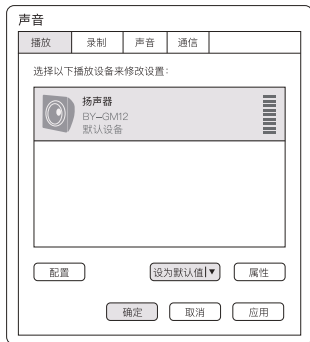 声音
播放 录制 声音 通信
选择以下播放设备来修改设置:
扬声器
BY-GM12
默认设备
配置 设为默认值 属性
确定 取消 应用